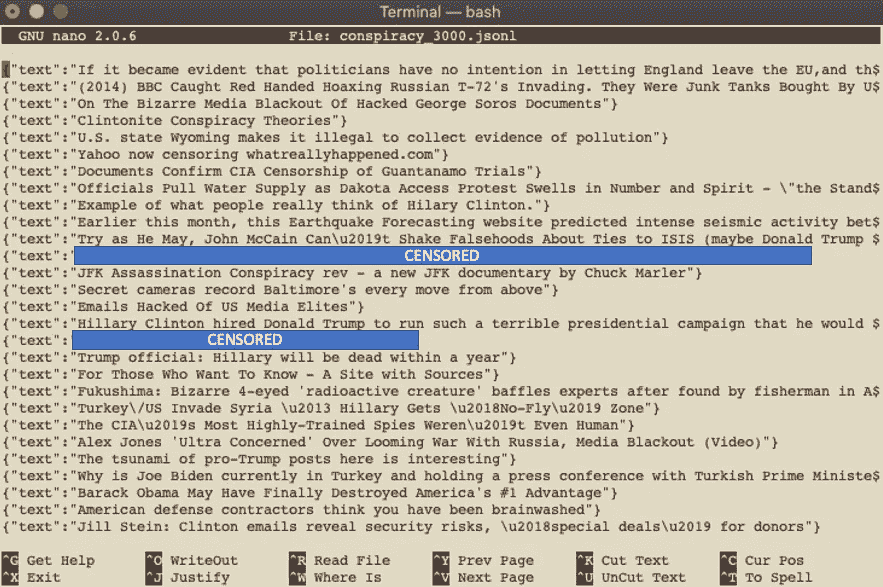 Terminal — bash
GNU nano 2.0.6 File: conspiracy_3000.jsonl
{"text":"If it became evident that politicians have no intention in letting England leave the EU,and th$
{"text":"(2014) BBC Caught Red Handed Hoaxing Russian T-72's Invading. They Were Junk Tanks Bought By U$
{"text":"On The Bizarre Media Blackout Of Hacked George Soros Documents"}
{"text":"Clintonite Conspiracy Theories"}
{"text":"U.S. state Wyoming makes it illegal to collect evidence of pollution"}
{"text":"Yahoo now censoring whatreallyhappened.com"}
{"text":"Documents Confirm CIA Censorship of Guantanamo Trials"}
{"text":"Officials Pull Water Supply as Dakota Access Protest Swells in Number and Spirit - \"the Stand$
{"text":"Example of what people really think of Hilary Clinton."}
{"text":"Earlier this month, this Earthquake Forecasting website predicted intense seismic activity bet$
{"text":"Try as He May, John McCain Can\u2019t Shake Falsehoods About Ties to ISIS (maybe Donald Trump $
{"text":" CENSORED
{"text":"JFK Assassination Conspiracy rev - a new JFK documentary by Chuck Marler"}
{"text":"Secret cameras record Baltimore's every move from above"}
{"text":"Emails Hacked Of US Media Elites"}
{"text":"Hillary Clinton hired Donald Trump to run such a terrible presidential campaign that he would $
{"text":" CENSORED
{"text":"Trump official: Hillary will be dead within a year"}
{"text":"For Those Who Want To Know - A Site with Sources"}
{"text":"Fukushima: Bizarre 4-eyed 'radioactive creature' baffles experts after found by fisherman in A$
{"text":"Turkey\/US Invade Syria \u2013 Hillary Gets \u2018No-Fly\u2019 Zone"}
{"text":"The CIA\u2019s Most Highly-Trained Spies Weren\u2019t Even Human"}
{"text":"Alex Jones 'Ultra Concerned' Over Looming War With Russia, Media Blackout (Video)"}
{"text":"The tsunami of pro-Trump posts here is interesting"}
{"text":"Why is Joe Biden currently in Turkey and holding a press conference with Turkish Prime Ministe$
{"text":"Barack Obama May Have Finally Destroyed America's #1 Advantage"}
{"text":"American defense contractors think you have been brainwashed"}
{"text":"Jill Stein: Clinton emails reveal security risks, \u2018special deals\u2019 for donors"}
^G Get Help ^O WriteOut ^R Read File ^Y Prev Page ^K Cut Text ^C Cur Pos
^X Exit ^J Justify ^W Where Is ^V Next Page ^U UnCut Text ^T To Spell